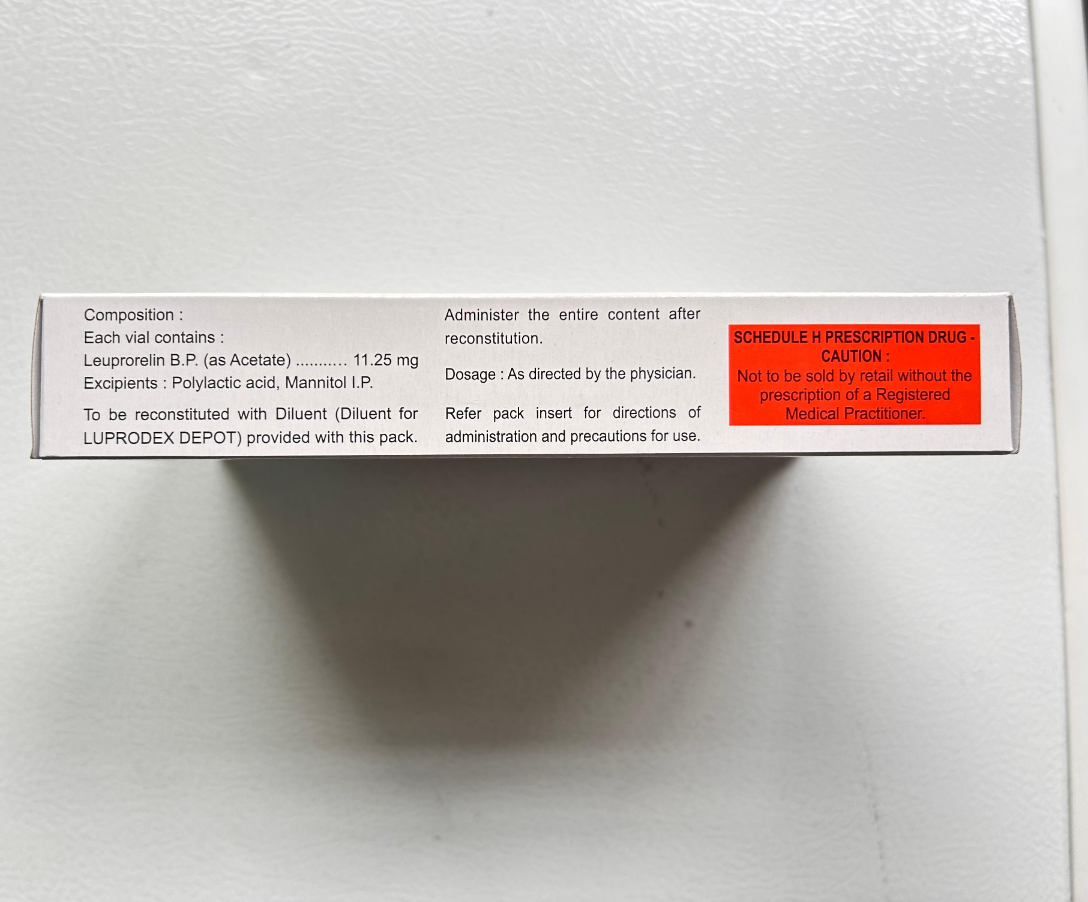 Composition :
Each vial contains :
Leuprorelin B.P. (as Acetate) .......... 11.25 mg
Excipients : Polylactic acid, Mannitol I.P.
To be reconstituted with Diluent (Diluent for
LUPRODEX DEPOT) provided with this pack.
Administer the entire content after
reconstitution.
Dosage : As directed by the physician.
Refer pack insert for directions of
administration and precautions for use.
SCHEDULE H PRESCRIPTION DRUG -
CAUTION :
Not to be sold by retail without the
prescription of a Registered
Medical Practitioner.